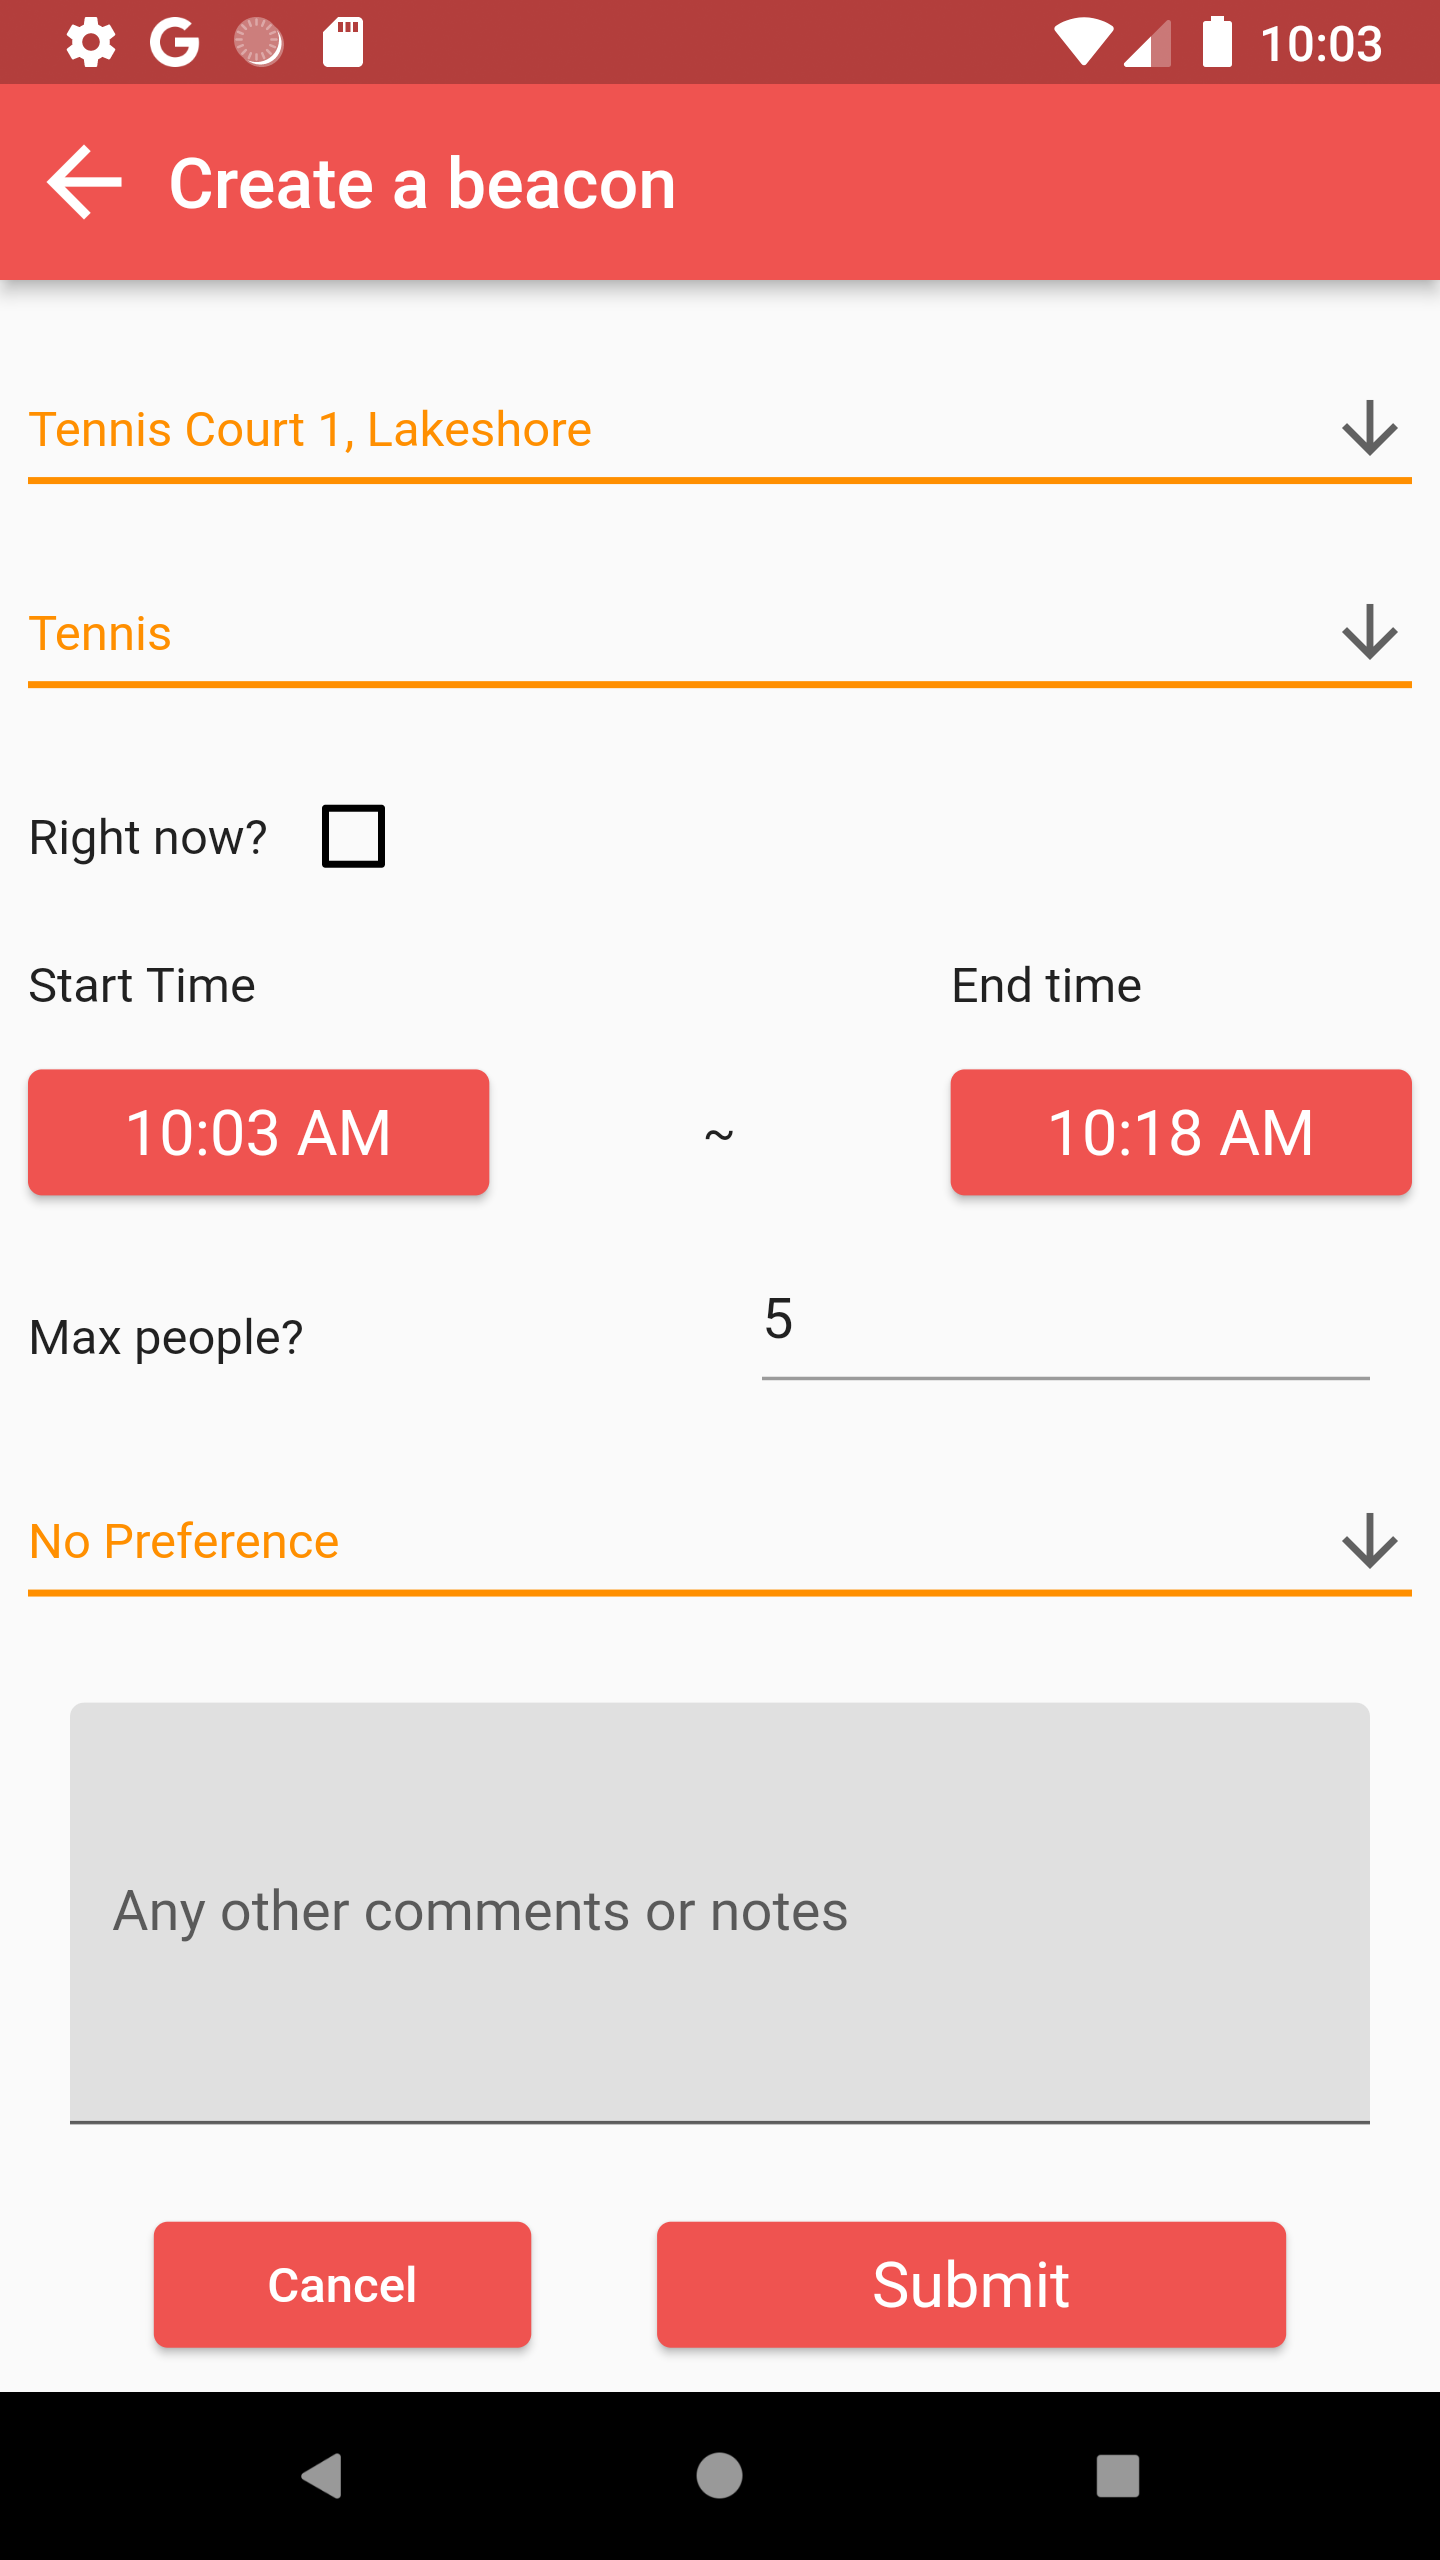 10:03
Create a beacon
Tennis Court 1, Lakeshore
Tennis
Right now?
Start Time End time
10:03 AM ~ 10:18 AM
Max people? 5
No Preference
Any other comments or notes
Cancel Submit